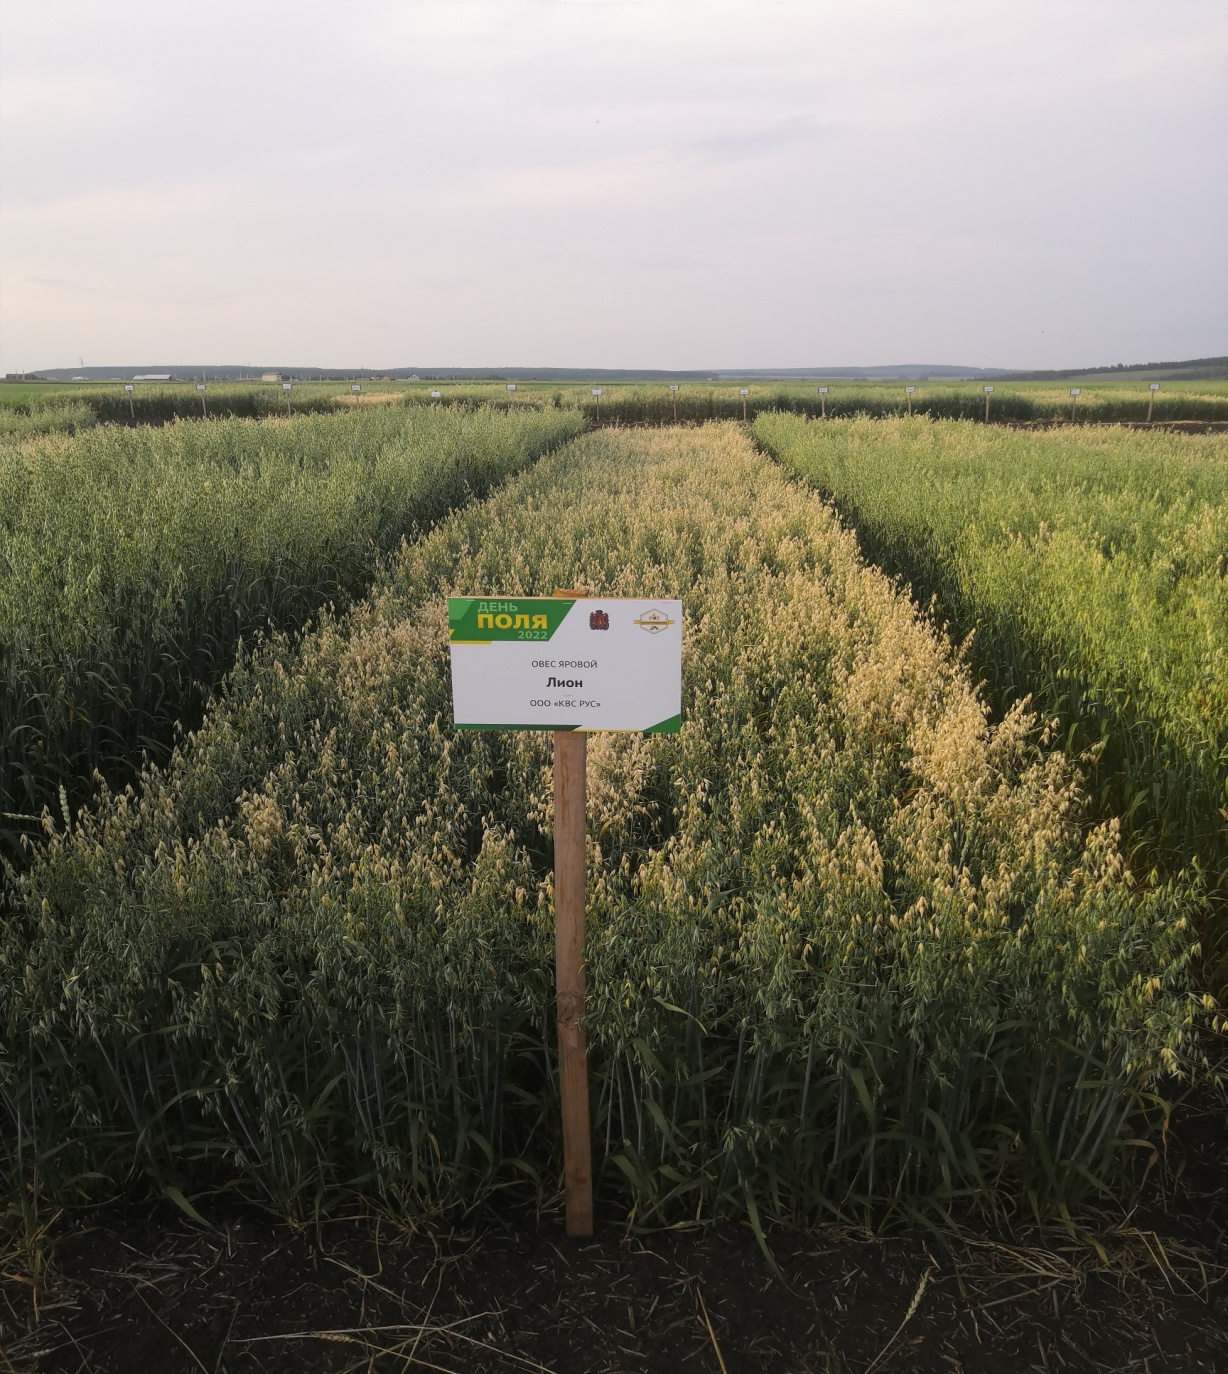 ДЕНЬ
ПОЛЯ
2022
ОВЕС ЯРОВОЙ
Лион
ООО «КВС РУС»